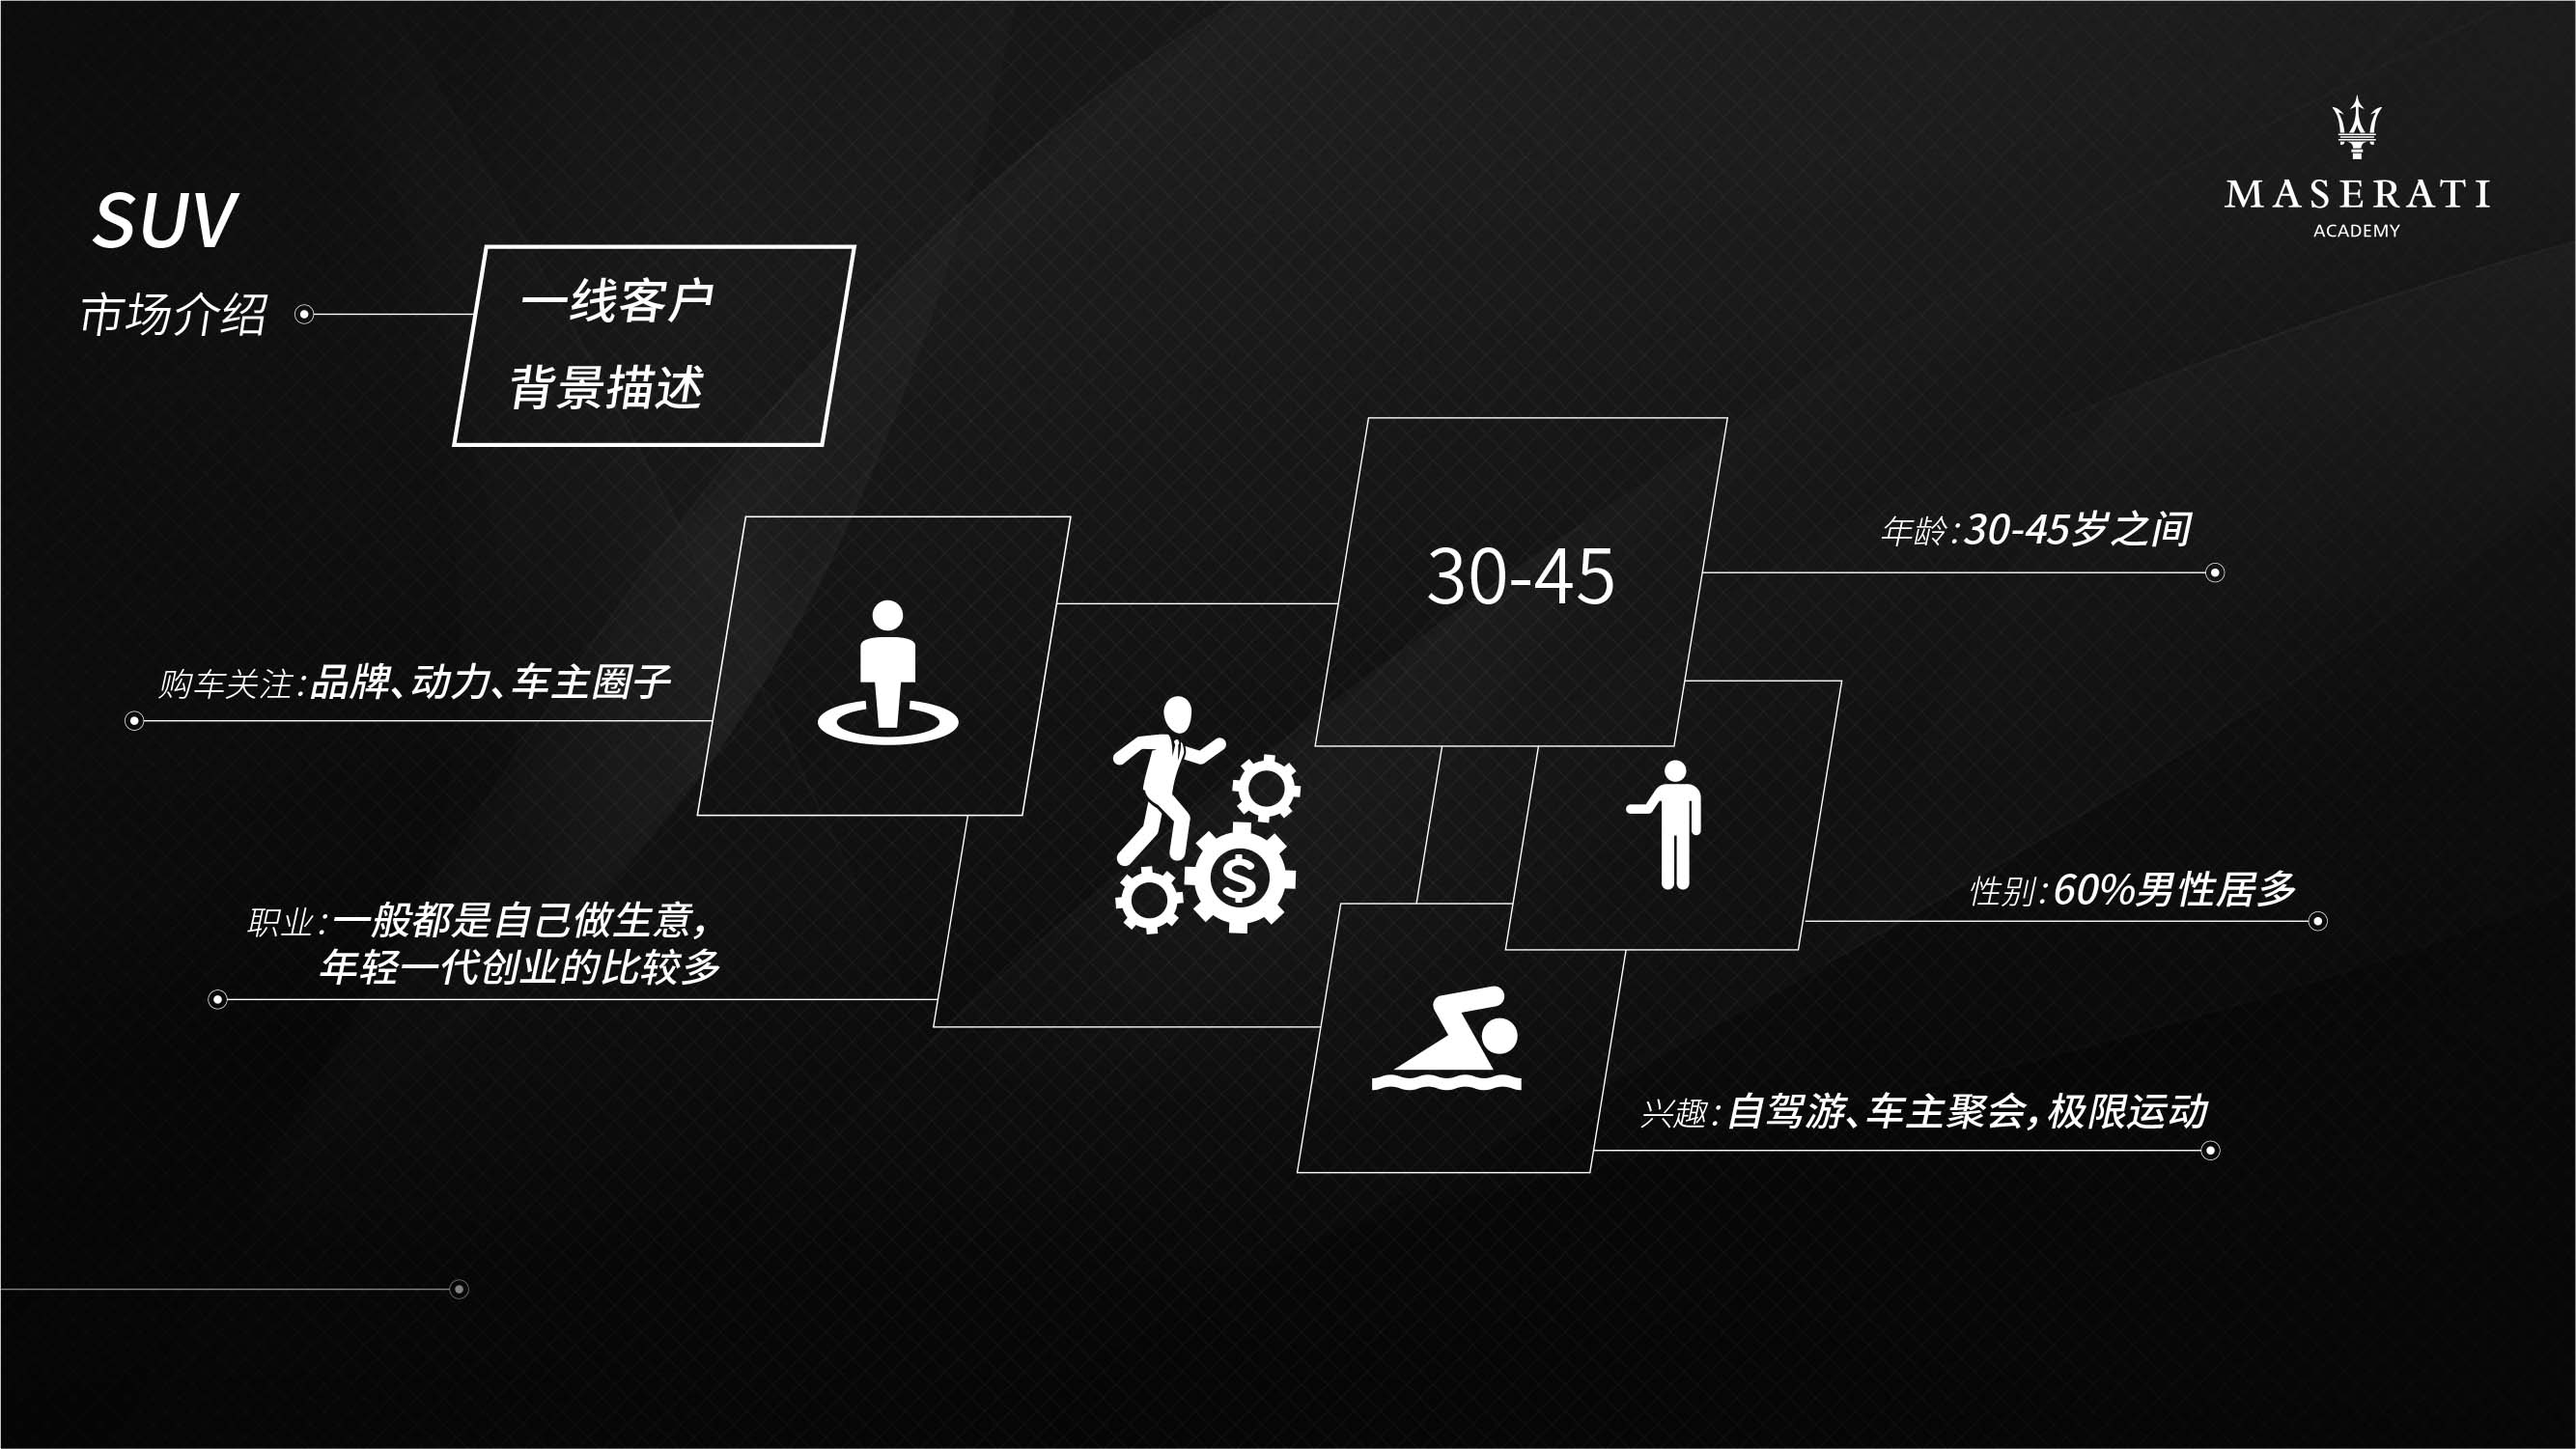 SUV
市场介绍
一线客户
背景描述
MASERATI
ACADEMY
30-45
年龄：30-45岁之间
购车关注：品牌、动力、车主圈子
$
性别：60%男性居多
职业：一般都是自己做生意，
年轻一代创业的比较多
兴趣：自驾游、车主聚会，极限运动